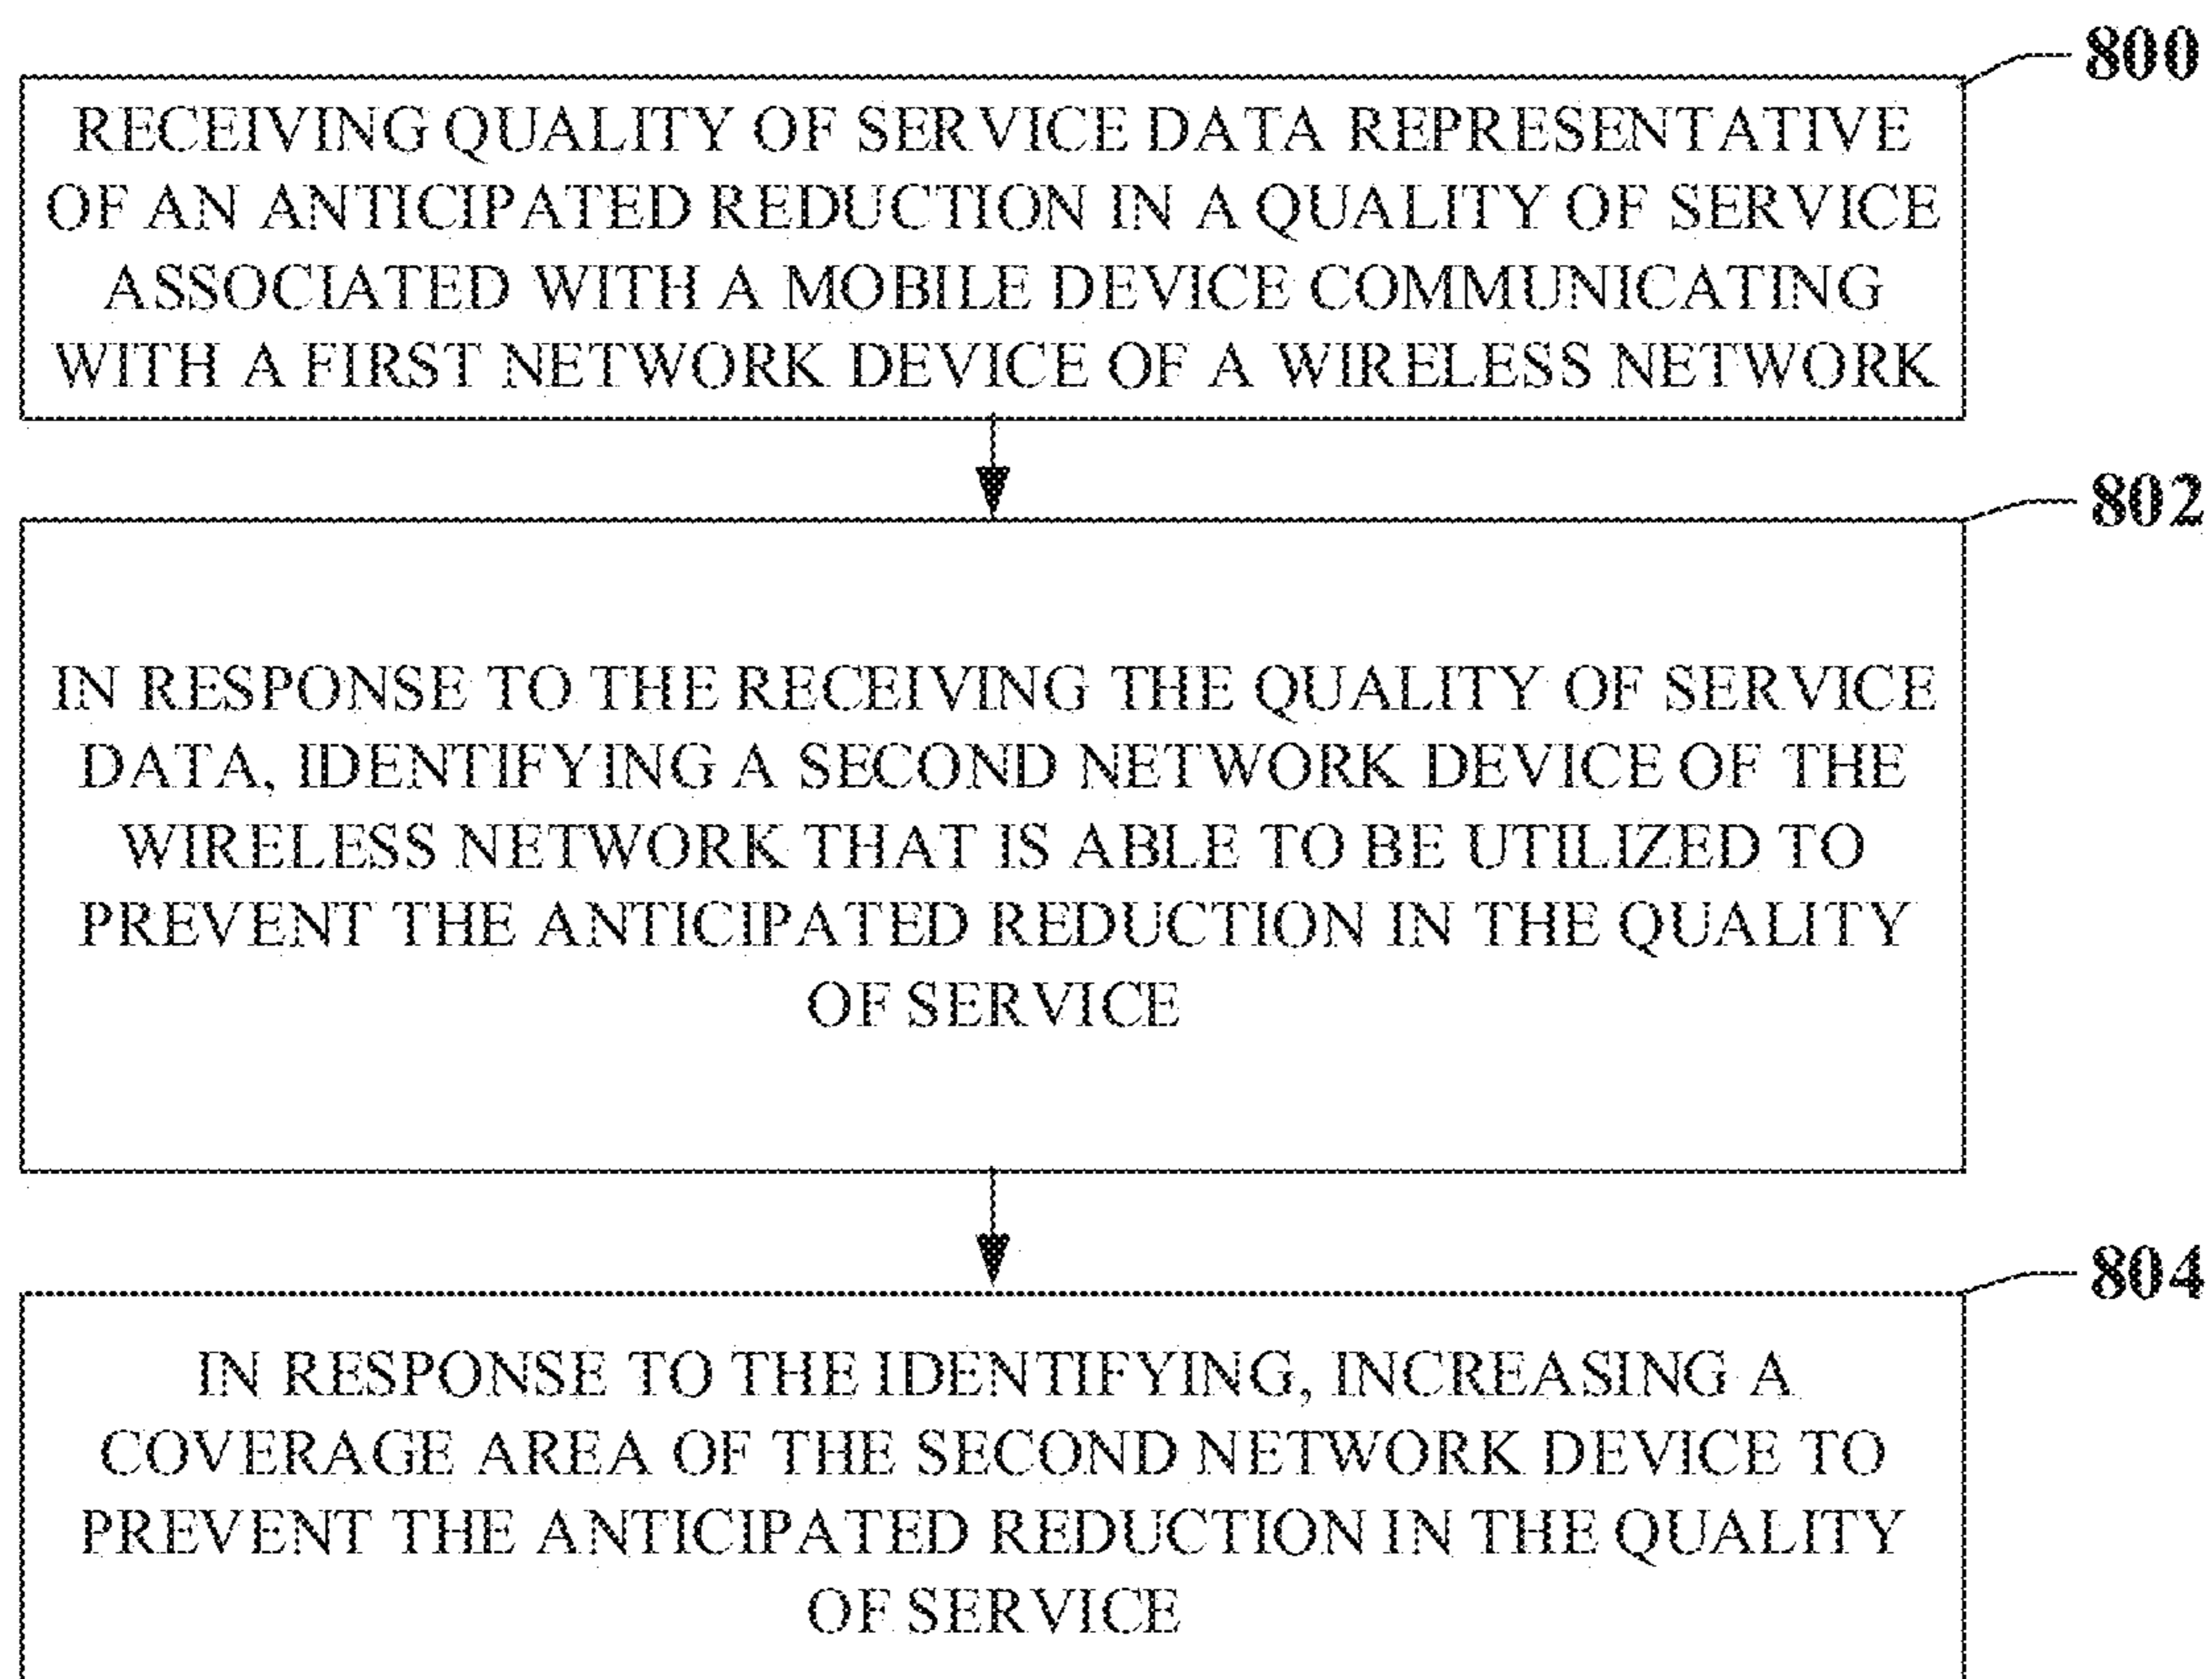 800
RECEIVING QUALITY OF SERVICE DATA REPRESENTATIVE
OF AN ANTICIPATED REDUCTION IN A QUALITY OF SERVICE
ASSOCIATED WITH A MOBILE DEVICE COMMUNICATING
WITH A FIRST NETWORK DEVICE OF A WIRELESS NETWORK
802
IN RESPONSE TO THE RECEIVING THE QUALITY OF SERVICE
DATA, IDENTIFYING A SECOND NETWORK DEVICE OF THE
WIRELESS NETWORK THAT IS ABLE TO BE UTILIZED TO
PREVENT THE ANTICIPATED REDUCTION IN THE QUALITY
OF SERVICE
804
IN RESPONSE TO THE IDENTIFYING, INCREASING A
COVERAGE AREA OF THE SECOND NETWORK DEVICE TO
PREVENT THE ANTICIPATED REDUCTION IN THE QUALITY
OF SERVICE